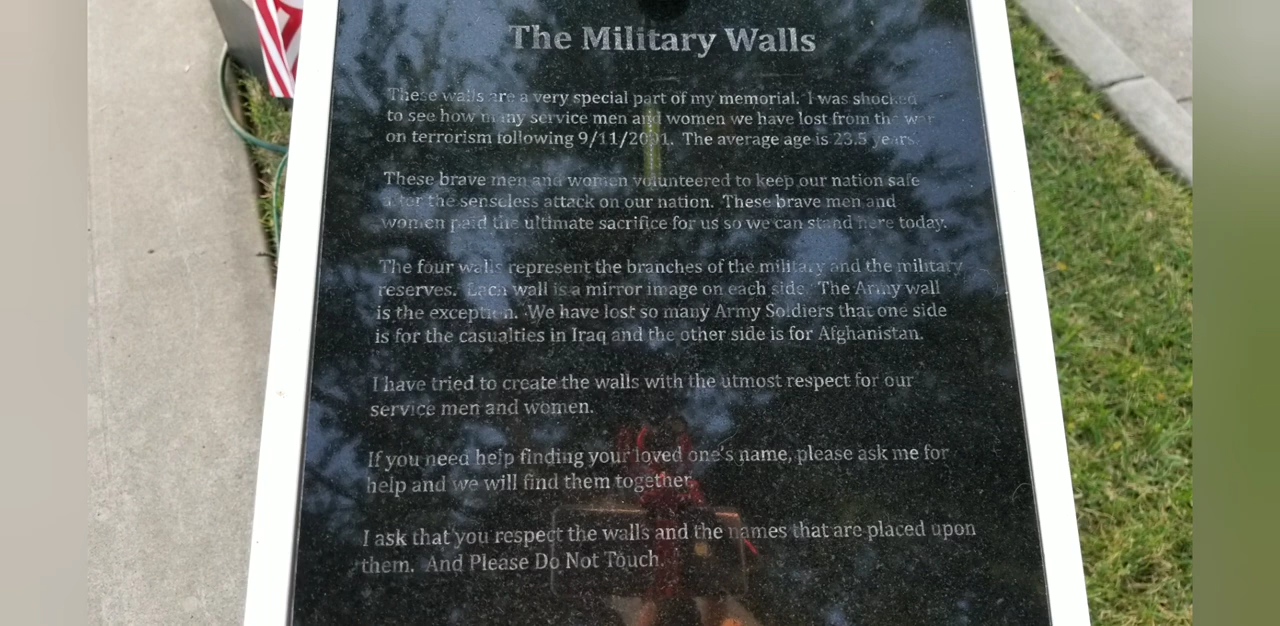 The Military Walls
These walls are a very special part of my memorial. I was shocked
to see how many service men and women we have lost from the war
on terrorism following 9/11/2001. The average age is 23.5 years.
These brave men and women volunteered to keep our nation safe
after the senseless attack on our nation. These brave men and
women paid the ultimate sacrifice for us so we can stand here today.
The four walls represent the branches of the military and the military
reserves. Each wall is a mirror image on each side. The Army wall
is the exception. We have lost so many Army Soldiers that one side
is for the casualties in Iraq and the other side is for Afghanistan.
I have tried to create the walls with the utmost respect for our
service men and women.
If you need help finding your loved one's name, please ask me for
help and we will find them together.
I ask that you respect the walls and the names that are placed upon
them. And Please Do Not Touch.